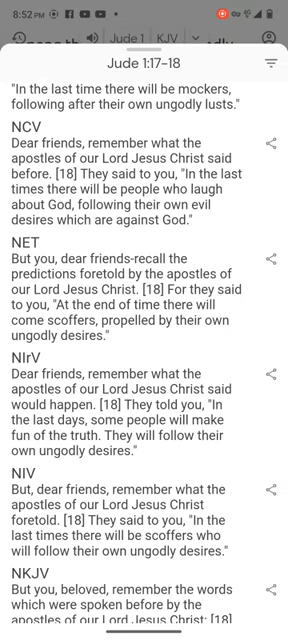 8:52 PM
Jude 1
KJV
Jude 1:17-18
"In the last time there will be mockers,
following after their own ungodly lusts."
NCV
Dear friends, remember what the
apostles of our Lord Jesus Christ said
before. [18] They said to you, "In the last
times there will be people who laugh
about God, following their own evil
desires which are against God."
NET
But you, dear friends-recall the
predictions foretold by the apostles of
our Lord Jesus Christ. [18] For they said
to you, "At the end of time there will
come scoffers, propelled by their own
ungodly desires."
NIrV
Dear friends, remember what the
apostles of our Lord Jesus Christ said
would happen. [18] They told you, "In
the last days, some people will make
fun of the truth. They will follow their
own ungodly desires."
NIV
But, dear friends, remember what the
apostles of our Lord Jesus Christ
foretold. [18] They said to you, "In the
last times there will be scoffers who
will follow their own ungodly desires."
NKJV
But you, beloved, remember the words
which were spoken before by the
apostles of our Lord Jesus Christ: [18]